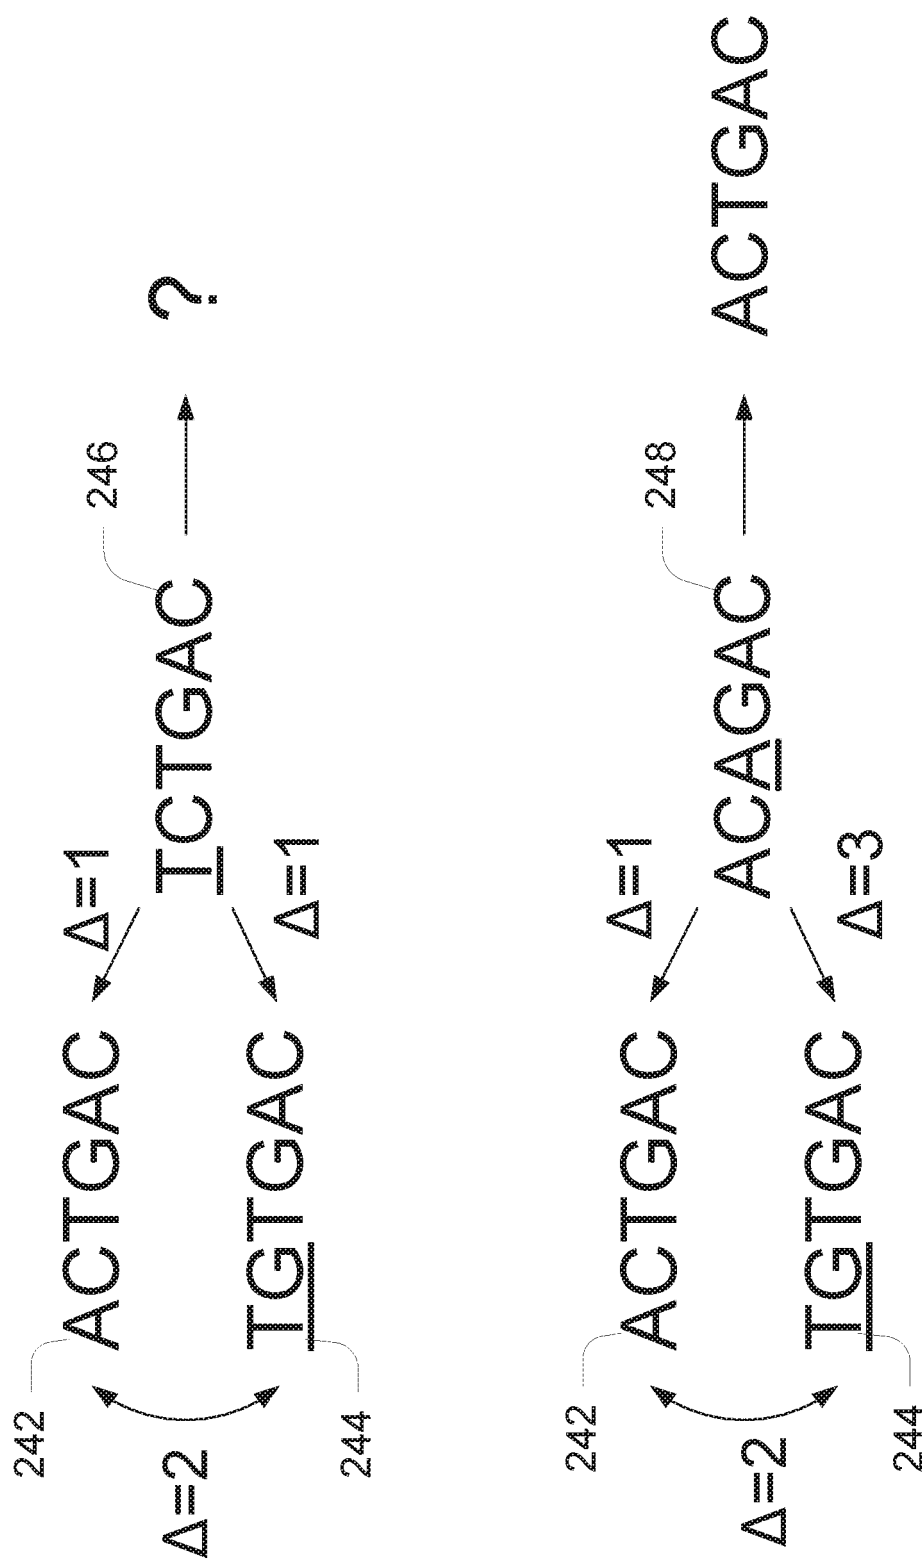 242
ACTGAC Δ=1 246
Δ=2 TCTGAC ?
TGTGAC Δ=1
244
242
ACTGAC Δ=1 248
Δ=2 ACAGAC ACTGAC
TGTGAC Δ=3
244